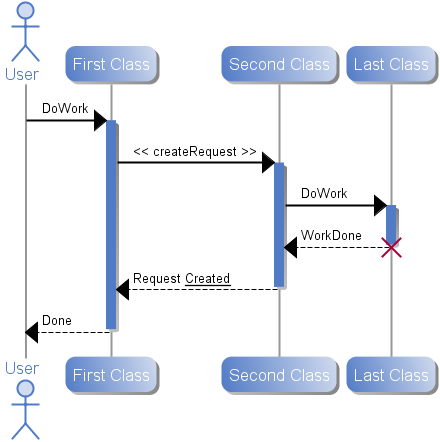 User
First Class
Second Class
Last Class
DoWork
<< createRequest >>
DoWork
WorkDone
Request Created
Done
User
First Class
Second Class
Last Class